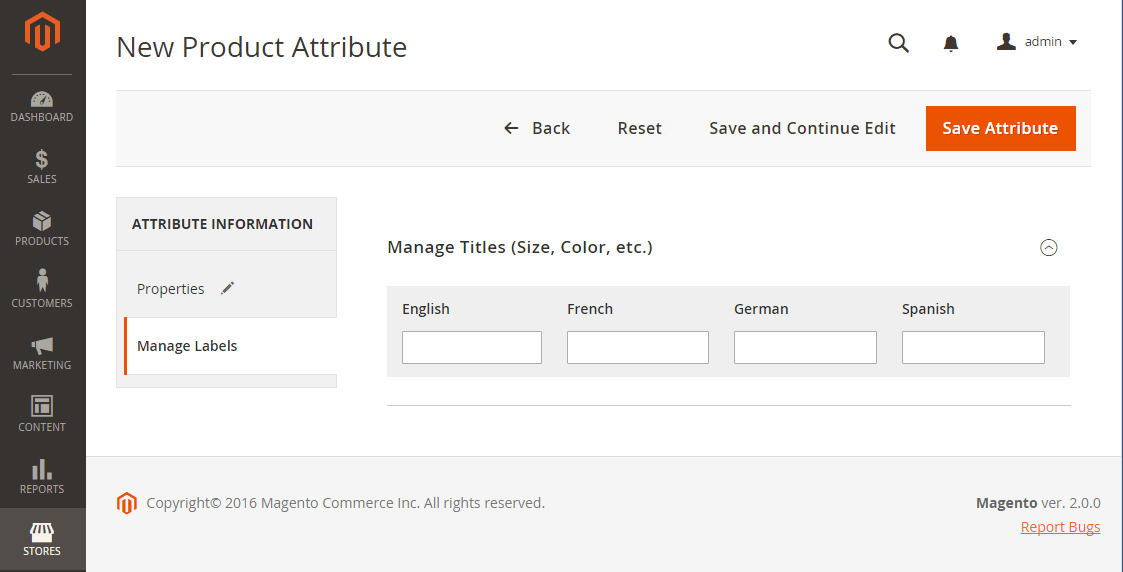 New Product Attribute
admin
Back Reset Save and Continue Edit Save Attribute
DASHBOARD
SALES
PRODUCTS
CUSTOMERS
MARKETING
CONTENT
REPORTS
STORES
ATTRIBUTE INFORMATION
Properties
Manage Labels
Manage Titles (Size, Color, etc.)
English French German Spanish
Copyright© 2016 Magento Commerce Inc. All rights reserved.
Magento ver. 2.0.0
Report Bugs